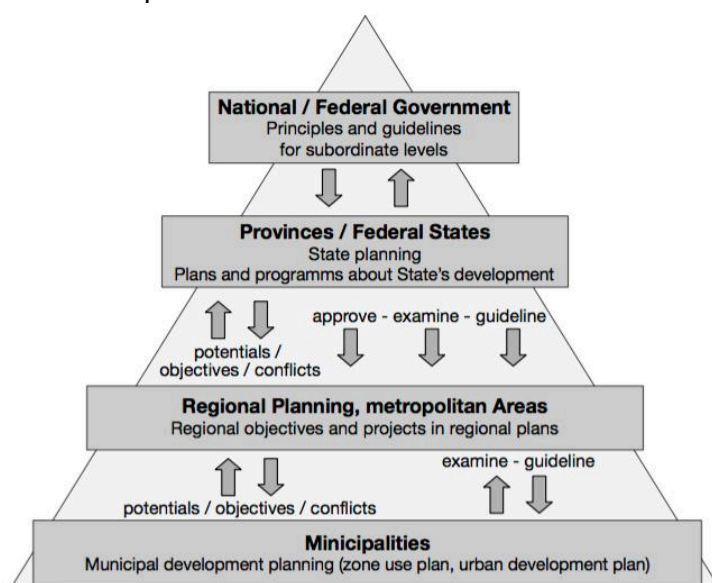 National / Federal Government
Principles and guidelines
for subordinate levels
Provinces / Federal States
State planning
Plans and programms about State's development
approve - examine - guideline
potentials /
objectives / conflicts
Regional Planning, metropolitan Areas
Regional objectives and projects in regional plans
examine - guideline
potentials / objectives / conflicts
Minicipalities
Municipal development planning (zone use plan, urban development plan)